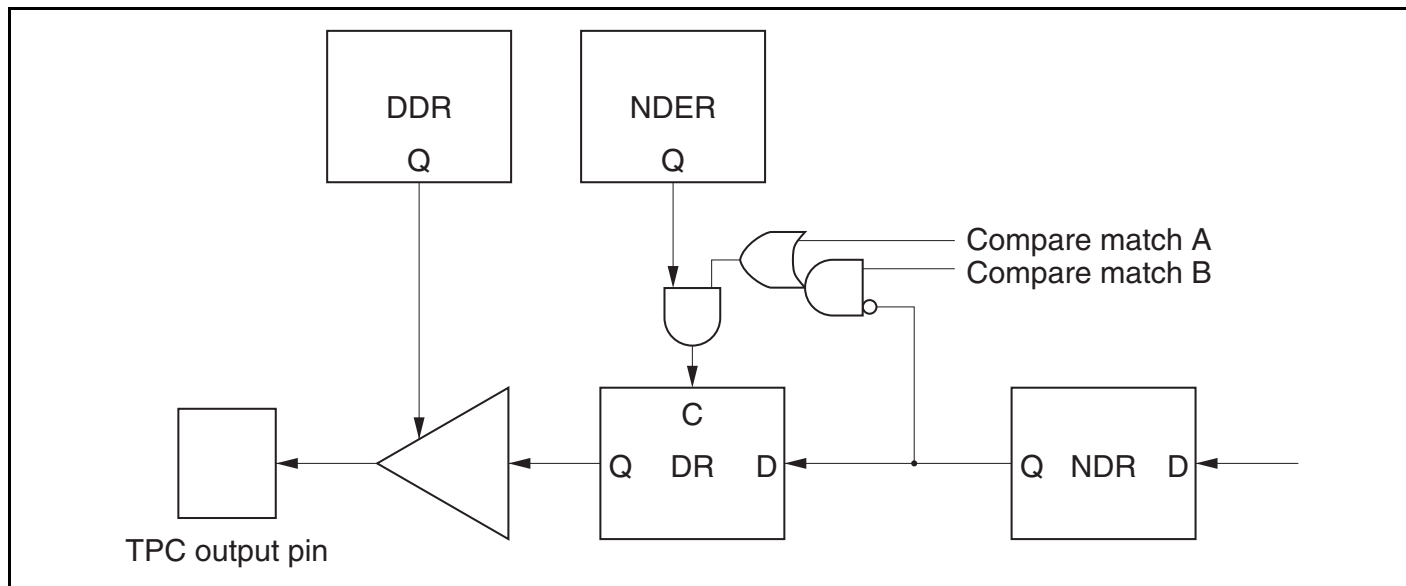 DDR
Q
NDER
Q
Compare match A
Compare match B
C
Q DR D
Q NDR D
TPC output pin